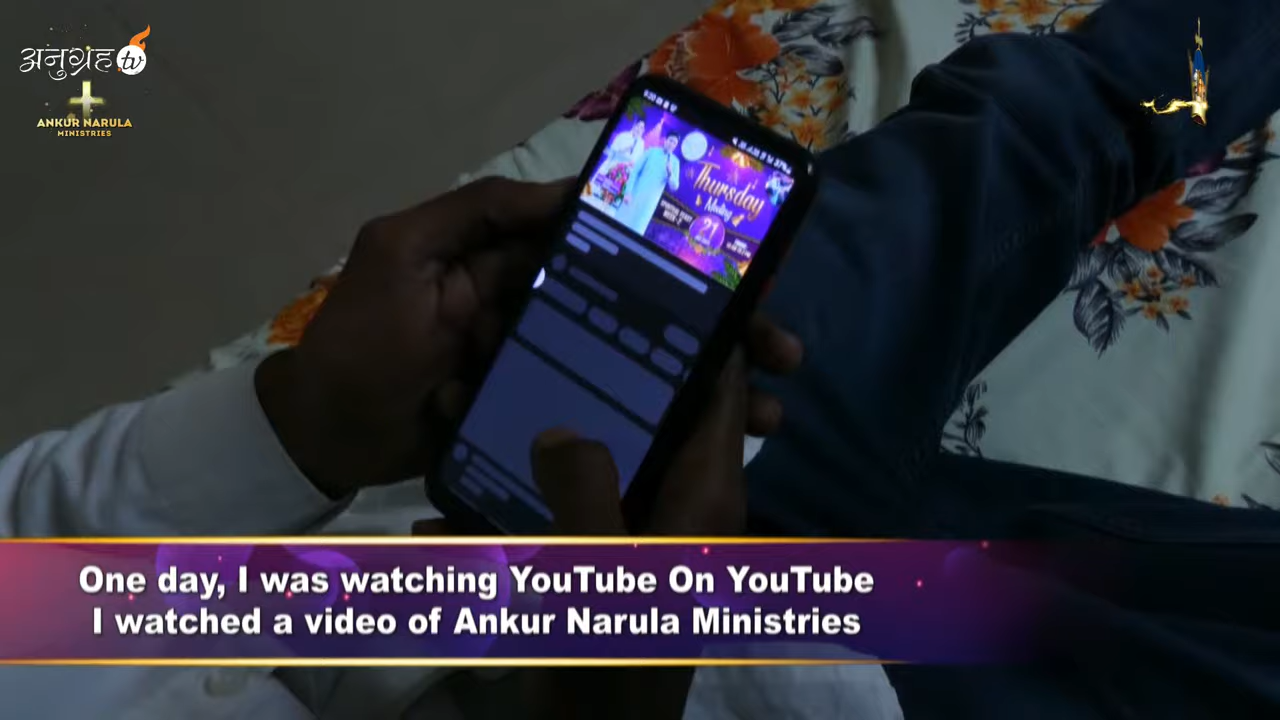 अनुग्रह tv
ANKUR NARULA
MINISTRIES
Thursday
Meeting
21
One day, I was watching YouTube On YouTube
I watched a video of Ankur Narula Ministries